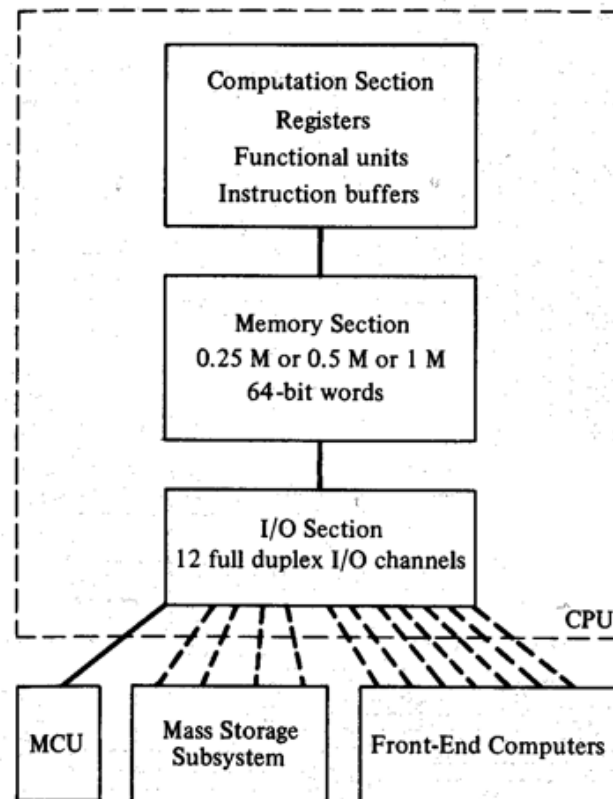 Computation Section
Registers
Functional units
Instruction buffers
Memory Section
0.25 M or 0.5 M or 1 M
64-bit words
I/O Section
12 full duplex I/O channels
CPU
MCU
Mass Storage
Subsystem
Front-End Computers